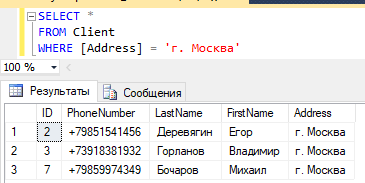 SELECT *
FROM Client
WHERE [Address] = 'г. Москва'
100 %
Результаты Сообщения
ID PhoneNumber LastName FirstName Address
1 2 +79851541456 Деревягин Егор г. Москва
2 3 +73918381932 Горланов Владимир г. Москва
3 7 +79859974349 Бочаров Михаил г. Москва